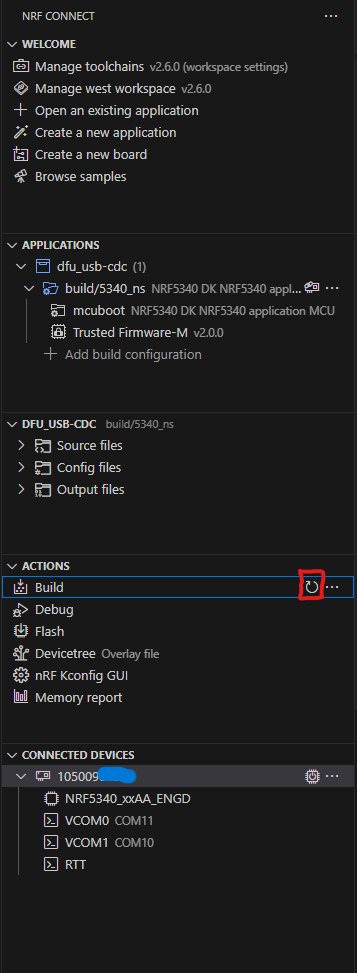 NRF CONNECT
WELCOME
Manage toolchains v2.6.0 (workspace settings)
Manage west workspace v2.6.0
Open an existing application
Create a new application
Create a new board
Browse samples
APPLICATIONS
dfu_usb-cdc (1)
build/5340_ns NRF5340 DK NRF5340 appl...
mcuboot NRF5340 DK NRF5340 application MCU
Trusted Firmware-M v2.0.0
Add build configuration
DFU_USB-CDC build/5340_ns
Source files
Config files
Output files
ACTIONS
Build
Debug
Flash
Devicetree Overlay file
nRF Kconfig GUI
Memory report
CONNECTED DEVICES
105009
NRF5340_xxAA_ENGD
VCOM0 COM11
VCOM1 COM10
RTT